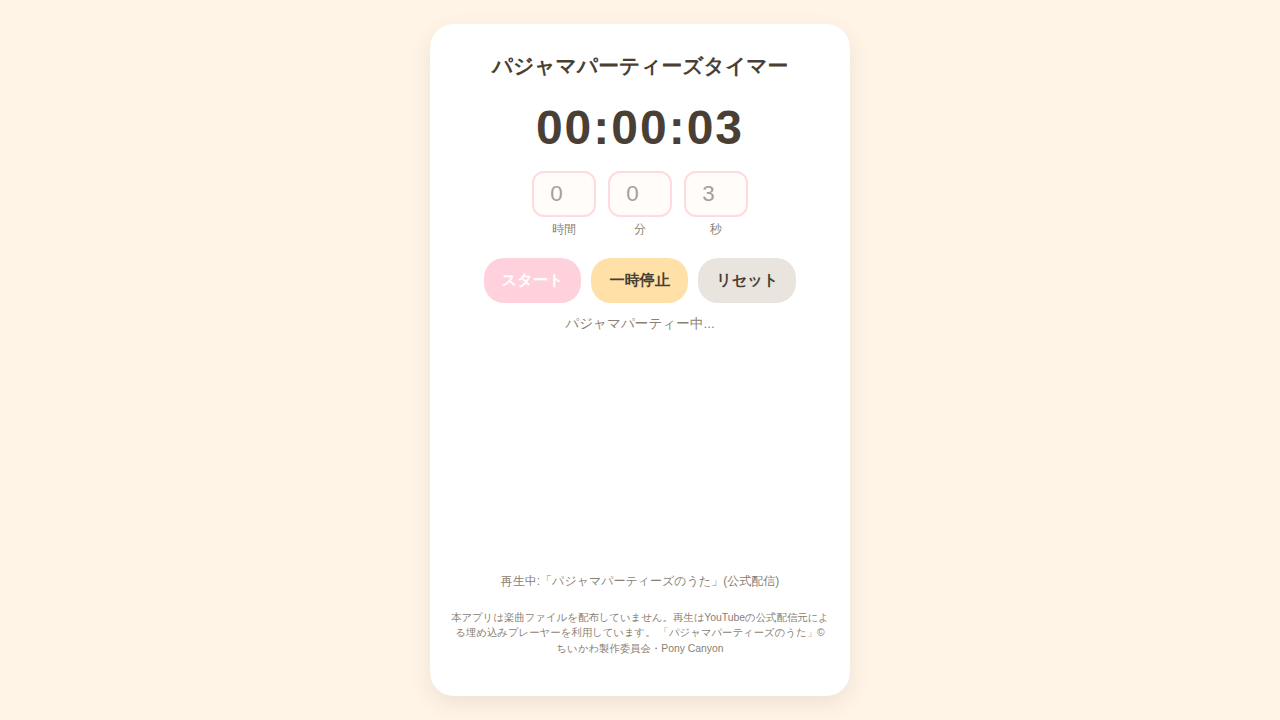 パジャマパーティーズタイマー
00:00:03
0 0 3
時間 分 秒
スタート 一時停止 リセット
パジャマパーティー中...
再生中:「パジャマパーティーズのうた」(公式配信)
本アプリは楽曲ファイルを配布していません。再生はYouTubeの公式配信元によ
る埋め込みプレーヤーを利用しています。 「パジャマパーティーズのうた」©
ちいかわ製作委員会・Pony Canyon